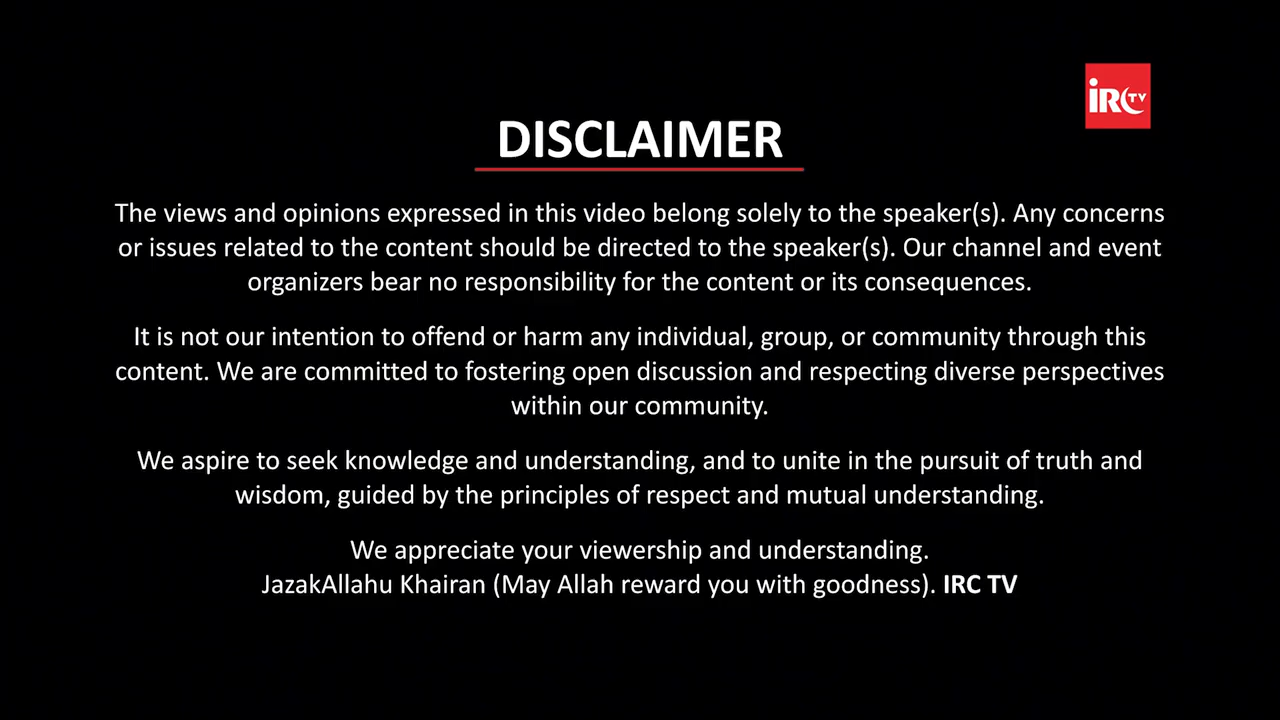 iRC TV
DISCLAIMER
The views and opinions expressed in this video belong solely to the speaker(s). Any concerns
or issues related to the content should be directed to the speaker(s). Our channel and event
organizers bear no responsibility for the content or its consequences.
It is not our intention to offend or harm any individual, group, or community through this
content. We are committed to fostering open discussion and respecting diverse perspectives
within our community.
We aspire to seek knowledge and understanding, and to unite in the pursuit of truth and
wisdom, guided by the principles of respect and mutual understanding.
We appreciate your viewership and understanding.
JazakAllahu Khairan (May Allah reward you with goodness). IRC TV